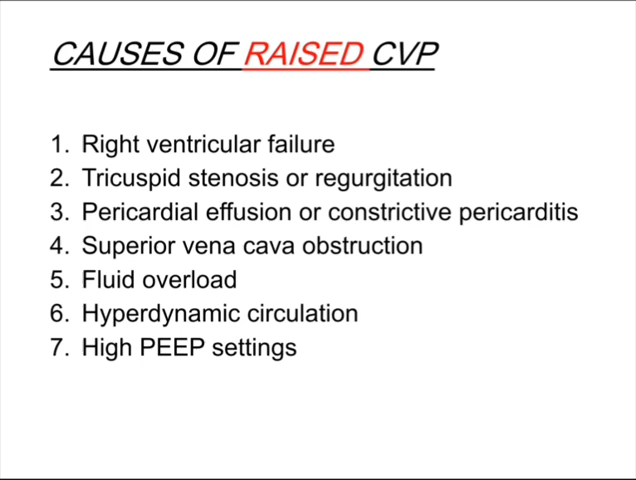 CAUSES OF RAISED CVP
1. Right ventricular failure
2. Tricuspid stenosis or regurgitation
3. Pericardial effusion or constrictive pericarditis
4. Superior vena cava obstruction
5. Fluid overload
6. Hyperdynamic circulation
7. High PEEP settings